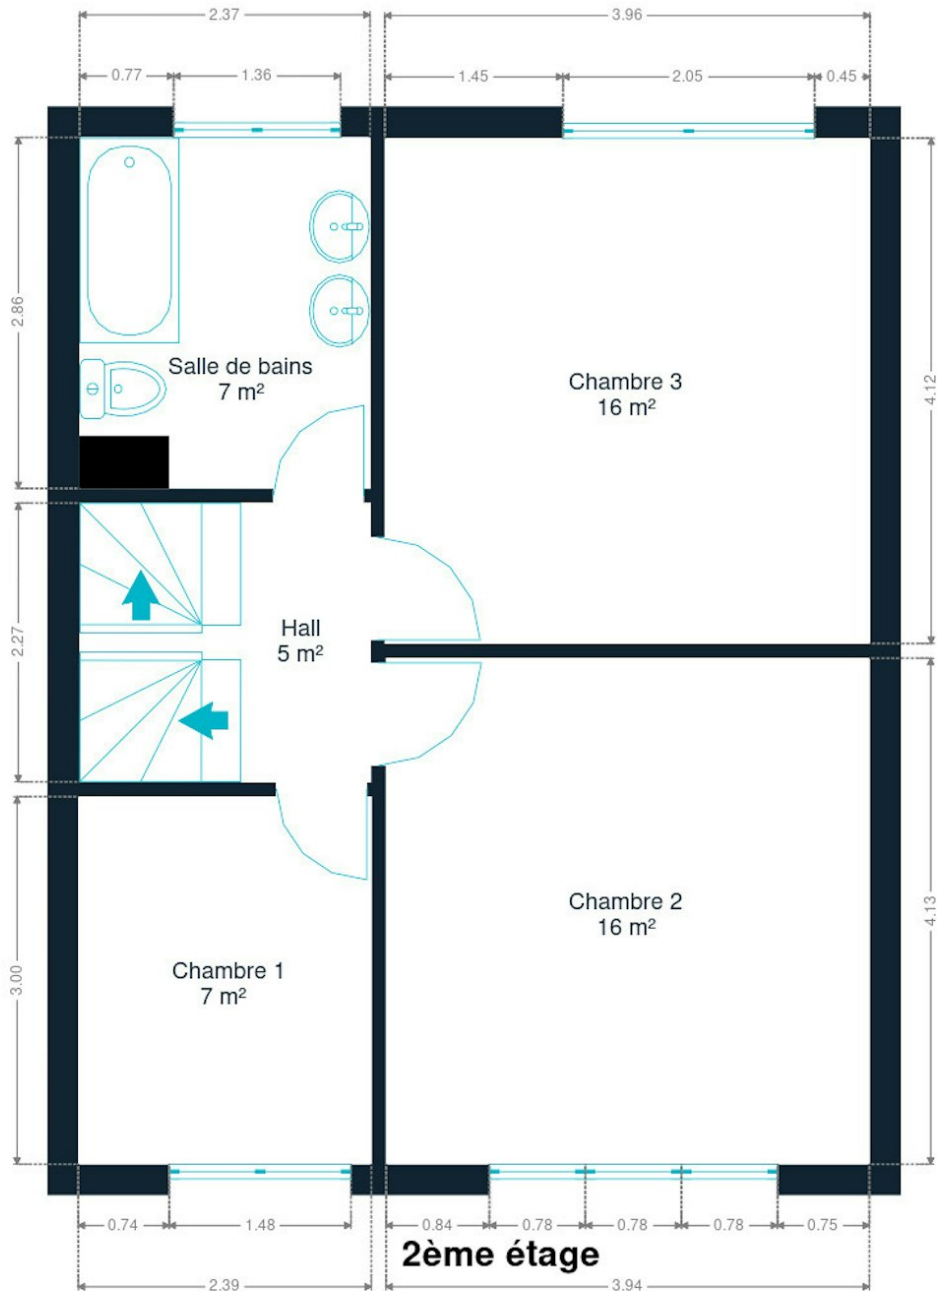 2.37
3.96
0.77
1.36
1.45
2.05
0.45
2.86
4.12
Salle de bains
7 m²
Chambre 3
16 m²
2.27
Hall
5 m²
Chambre 2
16 m²
4.13
3.00
Chambre 1
7 m²
0.74
1.48
0.84
0.78
0.78
0.78
0.75
2ème étage
2.39
3.94